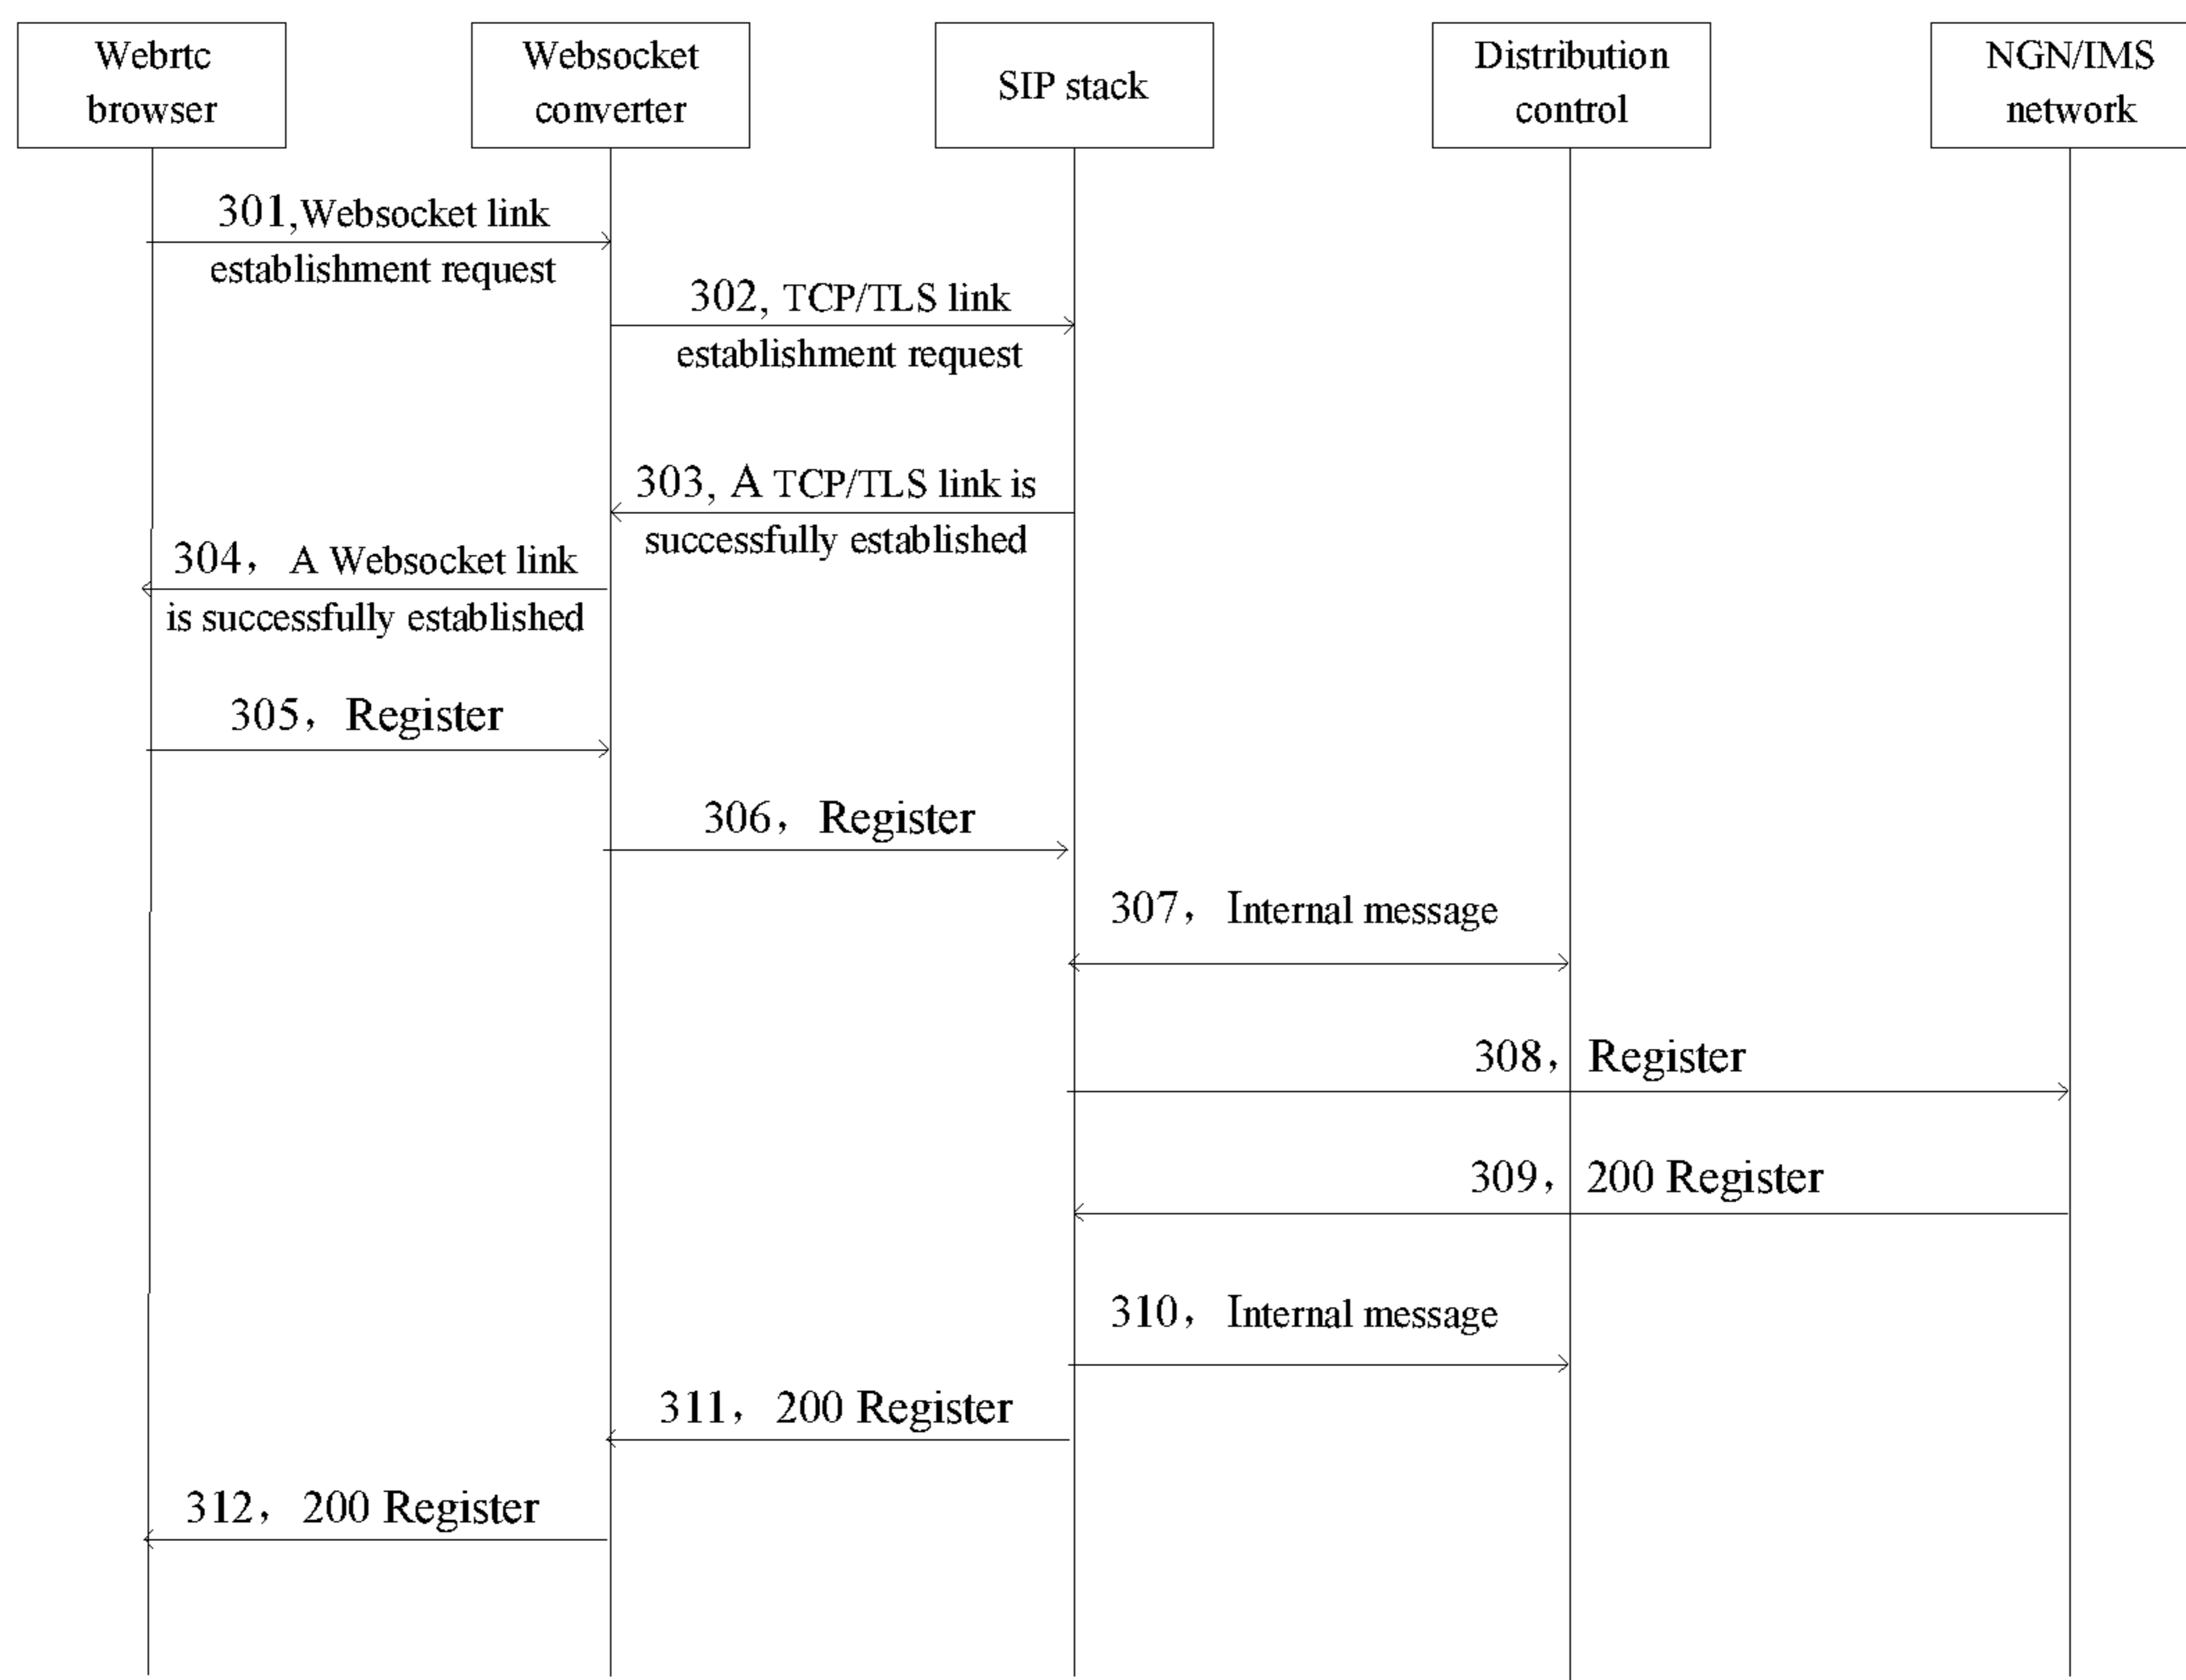 Webrtc
browser
Websocket
converter
SIP stack
Distribution
control
NGN/IMS
network
301,Websocket link
establishment request
302, TCP/TLS link
establishment request
303, A TCP/TLS link is
successfully established
304， A Websocket link
is successfully established
305， Register
306， Register
307， Internal message
308， Register
309， 200 Register
310， Internal message
311， 200 Register
312， 200 Register